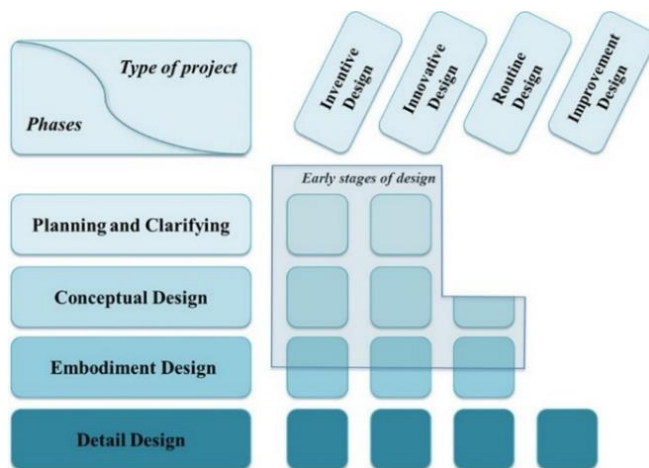 Type of project
Phases
Inventive
Design
Innovative
Design
Routine
Design
Improvement
Design
Early stages of design
Planning and Clarifying
Conceptual Design
Embodiment Design
Detail Design